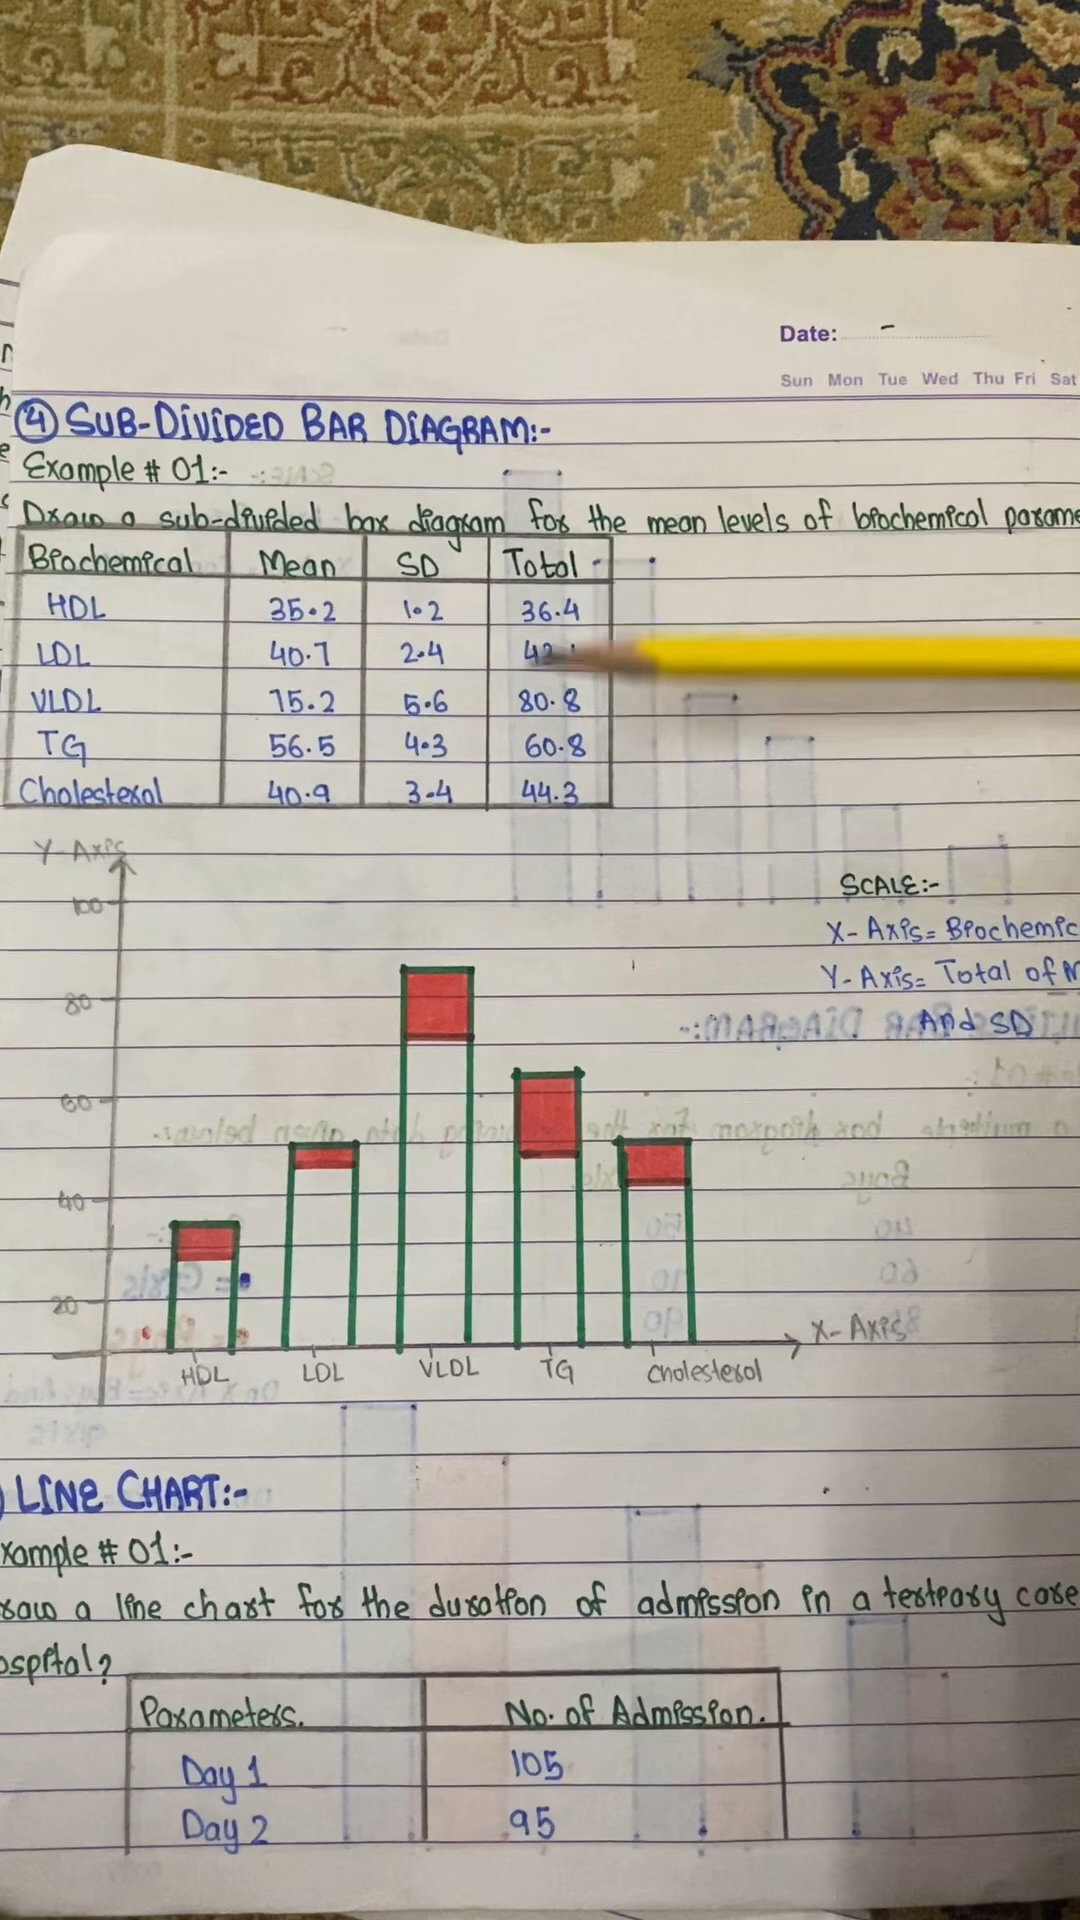 Date:
Sun Mon Tue Wed Thu Fri Sat
④ SUB-DIVIDED BAR DIAGRAM:-
Example # 01:-
Draw a sub-divided bar diagram for the mean levels of biochemical parame
Biochemical Mean SD Total
HDL 35.2 1.2 36.4
LDL 40.7 2.4
VLDL 75.2 5.6 80.8
TG 56.5 4.3 60.8
Cholesterol 40.9 3.4 44.3
Y-Axis
100
80
60
40
20
HDL LDL VLDL TG Cholesterol
X-Axis
SCALE:-
X-Axis= Biochemic
Y-Axis= Total of M
And SD
LINE CHART:-
xample # 01:-
raw a line chart for the duration of admission in a tertiary care
ospital?
Parameters. No. of Admission.
Day 1 105
Day 2 95